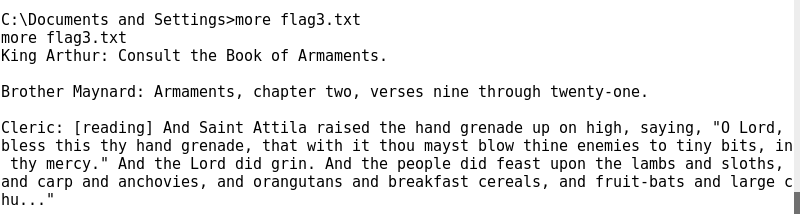 C:\Documents and Settings>more flag3.txt
more flag3.txt
King Arthur: Consult the Book of Armaments.
Brother Maynard: Armaments, chapter two, verses nine through twenty-one.
Cleric: [reading] And Saint Attila raised the hand grenade up on high, saying, "O Lord,
bless this thy hand grenade, that with it thou mayst blow thine enemies to tiny bits, in
 thy mercy." And the Lord did grin. And the people did feast upon the lambs and sloths,
and carp and anchovies, and orangutans and breakfast cereals, and fruit-bats and large c
hu..."